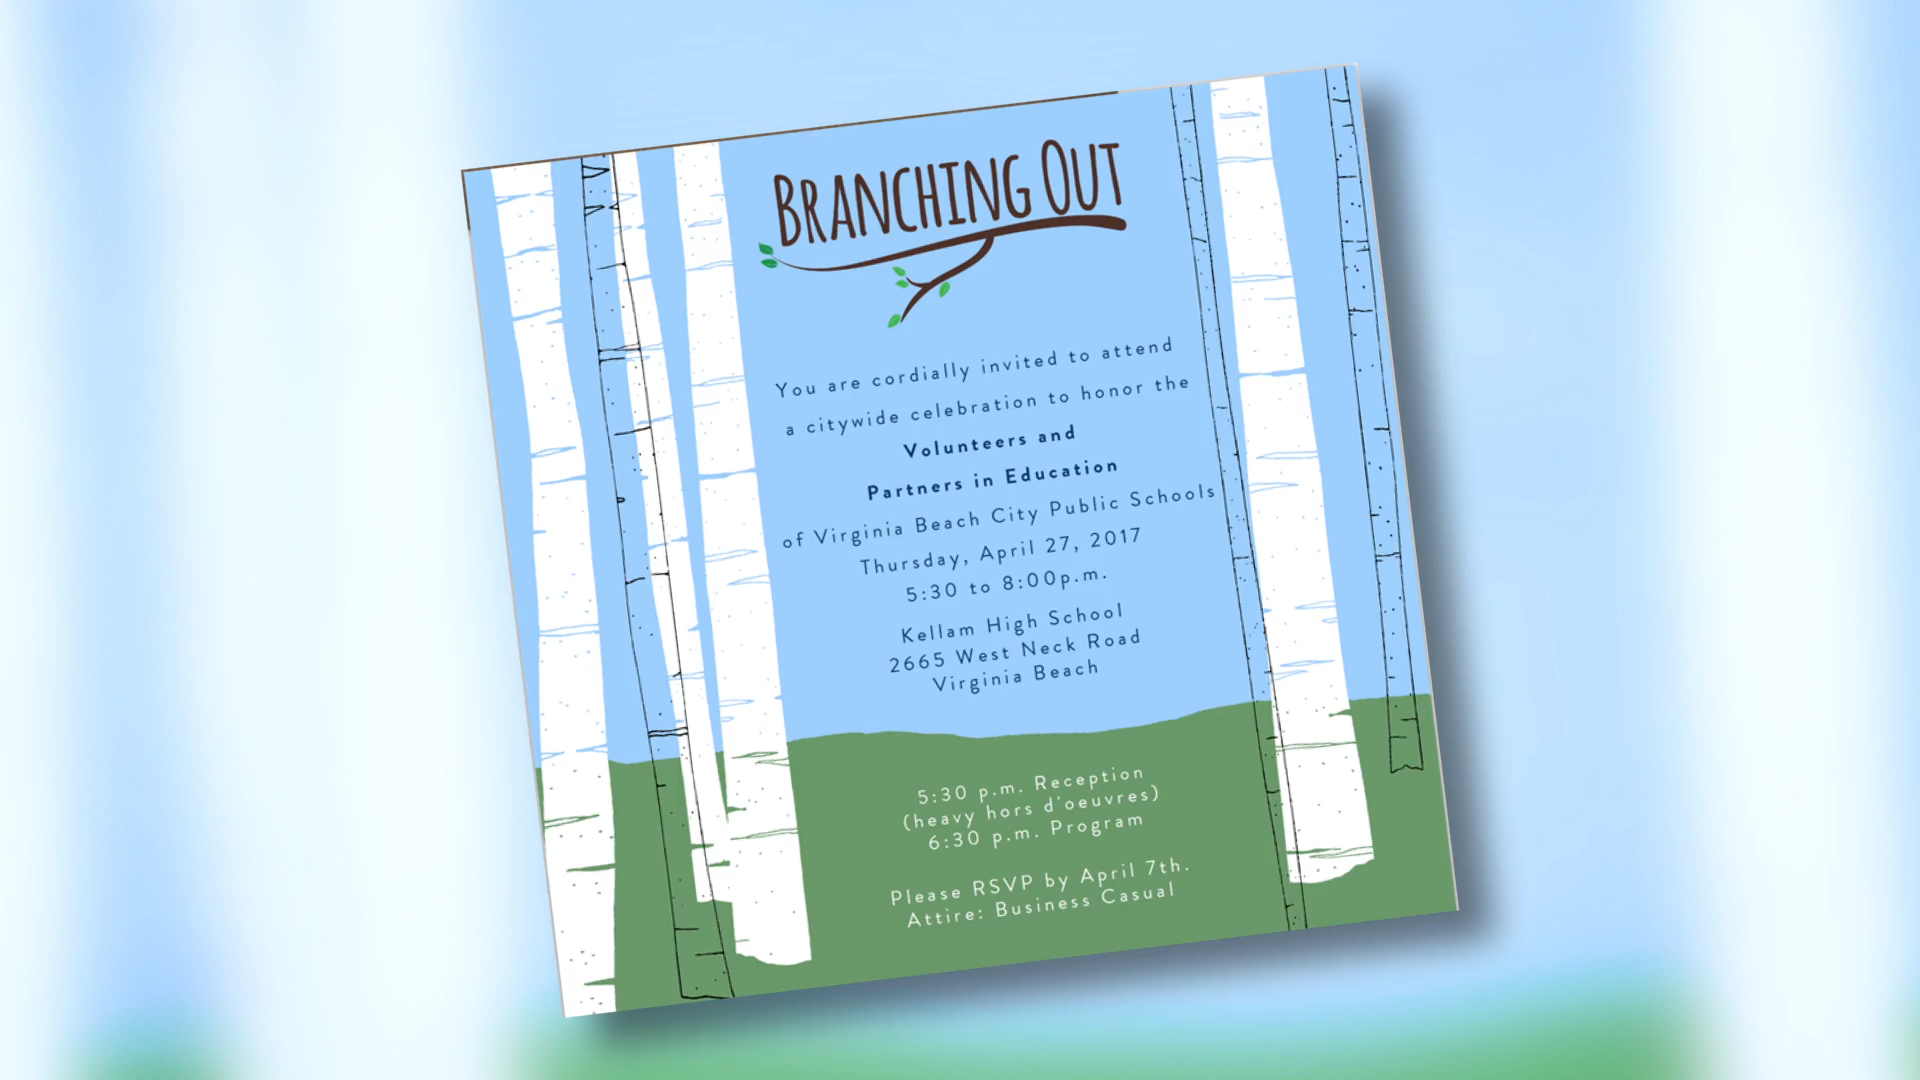 BRANCHING OUT
You are cordially invited to attend
a citywide celebration to honor the
Volunteers and
Partners in Education
of Virginia Beach City Public Schools
Thursday, April 27, 2017
5:30 to 8:00p.m.
Kellam High School
2665 West Neck Road
Virginia Beach
5:30 p.m. Reception
(heavy hors d'oeuvres)
6:30 p.m. Program
Please RSVP by April 7th.
Attire: Business Casual